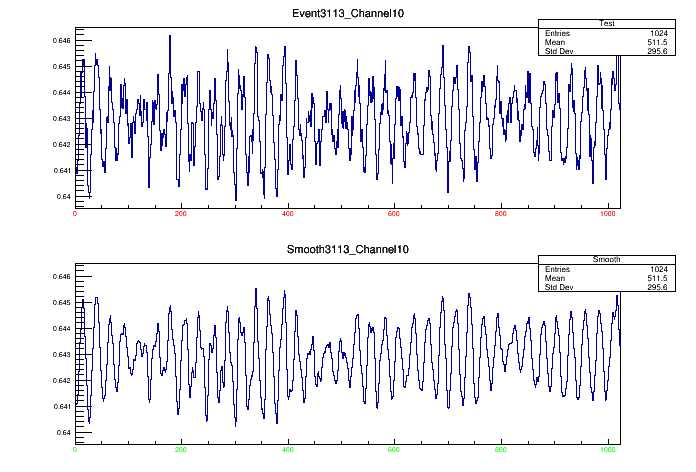 Event3113_Channel10
Test
Entries 1024
Mean 511.5
Std Dev 295.6
0.646
0.645
0.644
0.643
0.642
0.641
0.64
0 200 400 600 800 1000
Smooth3113_Channel10
Smooth
Entries 1024
Mean 511.5
Std Dev 295.6
0.646
0.645
0.644
0.643
0.642
0.641
0.64
0 200 400 600 800 1000